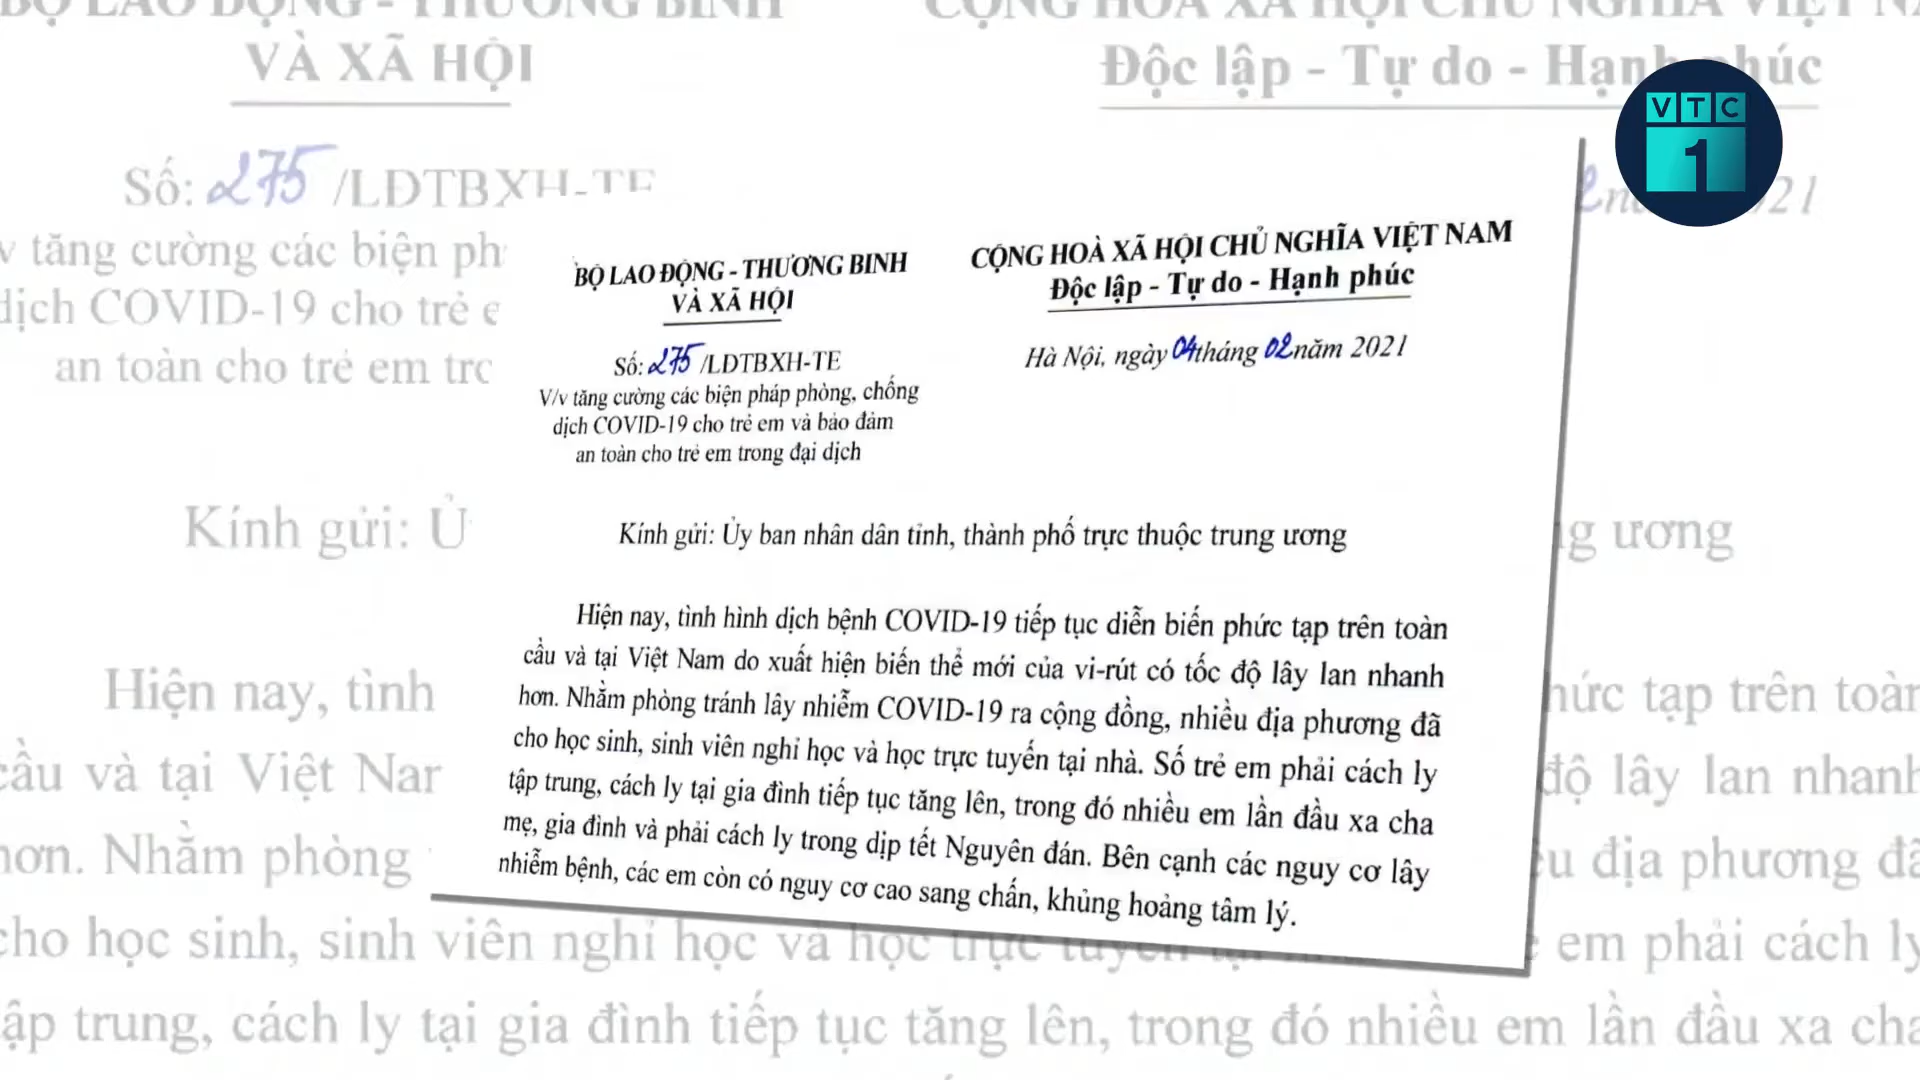 BỘ LAO ĐỘNG - THƯƠNG BINH
VÀ XÃ HỘI
CỘNG HOÀ XÃ HỘI CHỦ NGHĨA VIỆT NAM
Độc lập - Tự do - Hạnh phúc
VTC
1
Số: 275 /LĐTBXH-TE
V/v tăng cường các biện pháp phòng, chống
dịch COVID-19 cho trẻ em và bảo đảm
an toàn cho trẻ em trong đại dịch
Hà Nội, ngày 04 tháng 02 năm 2021
Kính gửi: Ủy ban nhân dân tỉnh, thành phố trực thuộc trung ương
Hiện nay, tình hình dịch bệnh COVID-19 tiếp tục diễn biến phức tạp trên toàn
cầu và tại Việt Nam do xuất hiện biến thể mới của vi-rút có tốc độ lây lan nhanh
hơn. Nhằm phòng tránh lây nhiễm COVID-19 ra cộng đồng, nhiều địa phương đã
cho học sinh, sinh viên nghỉ học và học trực tuyến tại nhà. Số trẻ em phải cách ly
tập trung, cách ly tại gia đình tiếp tục tăng lên, trong đó nhiều em lần đầu xa cha
mẹ, gia đình và phải cách ly trong dịp tết Nguyên đán. Bên cạnh các nguy cơ lây
nhiễm bệnh, các em còn có nguy cơ cao sang chấn, khủng hoảng tâm lý.